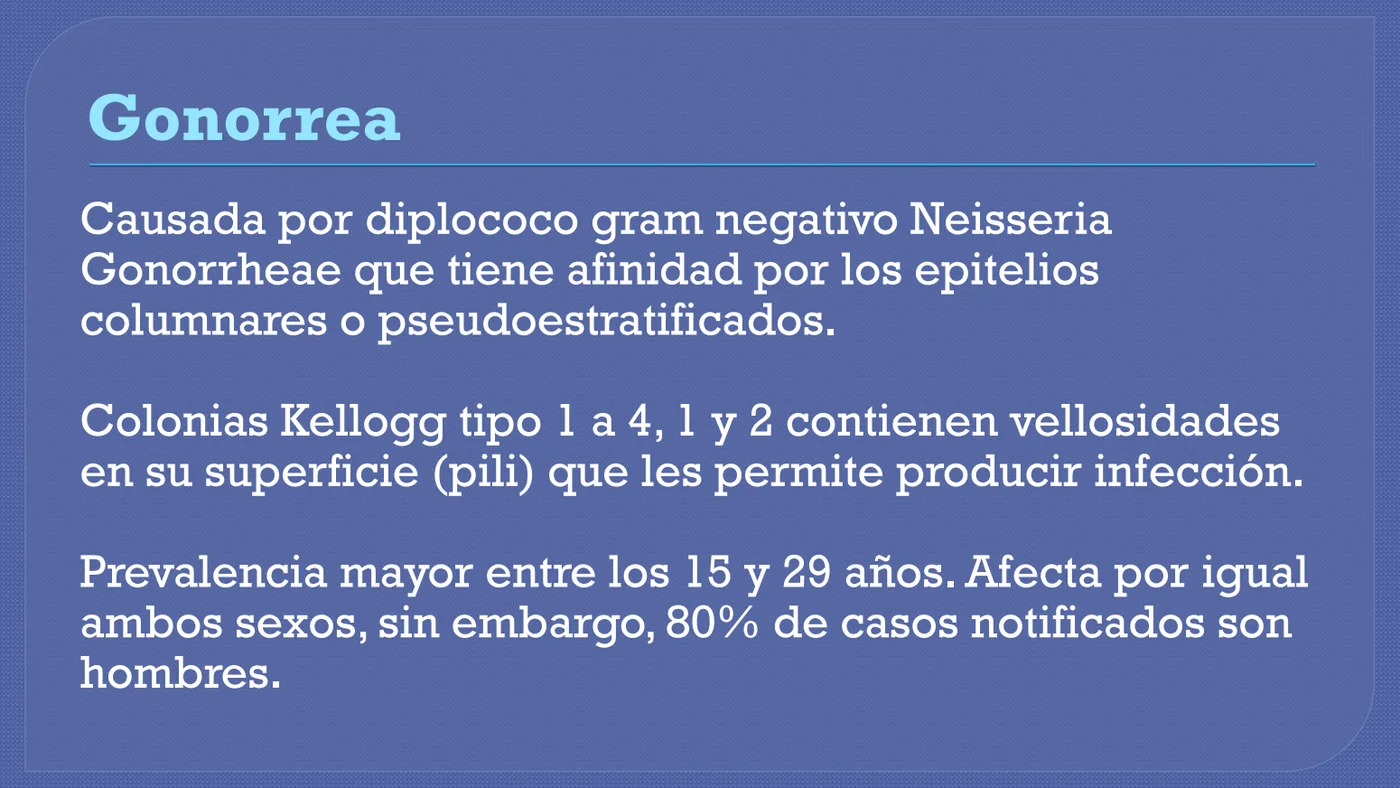 Gonorrea
Causada por diplococo gram negativo Neisseria
Gonorrheae que tiene afinidad por los epitelios
columnares o pseudoestratificados.
Colonias Kellogg tipo 1 a 4, 1 y 2 contienen vellosidades
en su superficie (pili) que les permite producir infección.
Prevalencia mayor entre los 15 y 29 años. Afecta por igual
ambos sexos, sin embargo, 80% de casos notificados son
hombres.